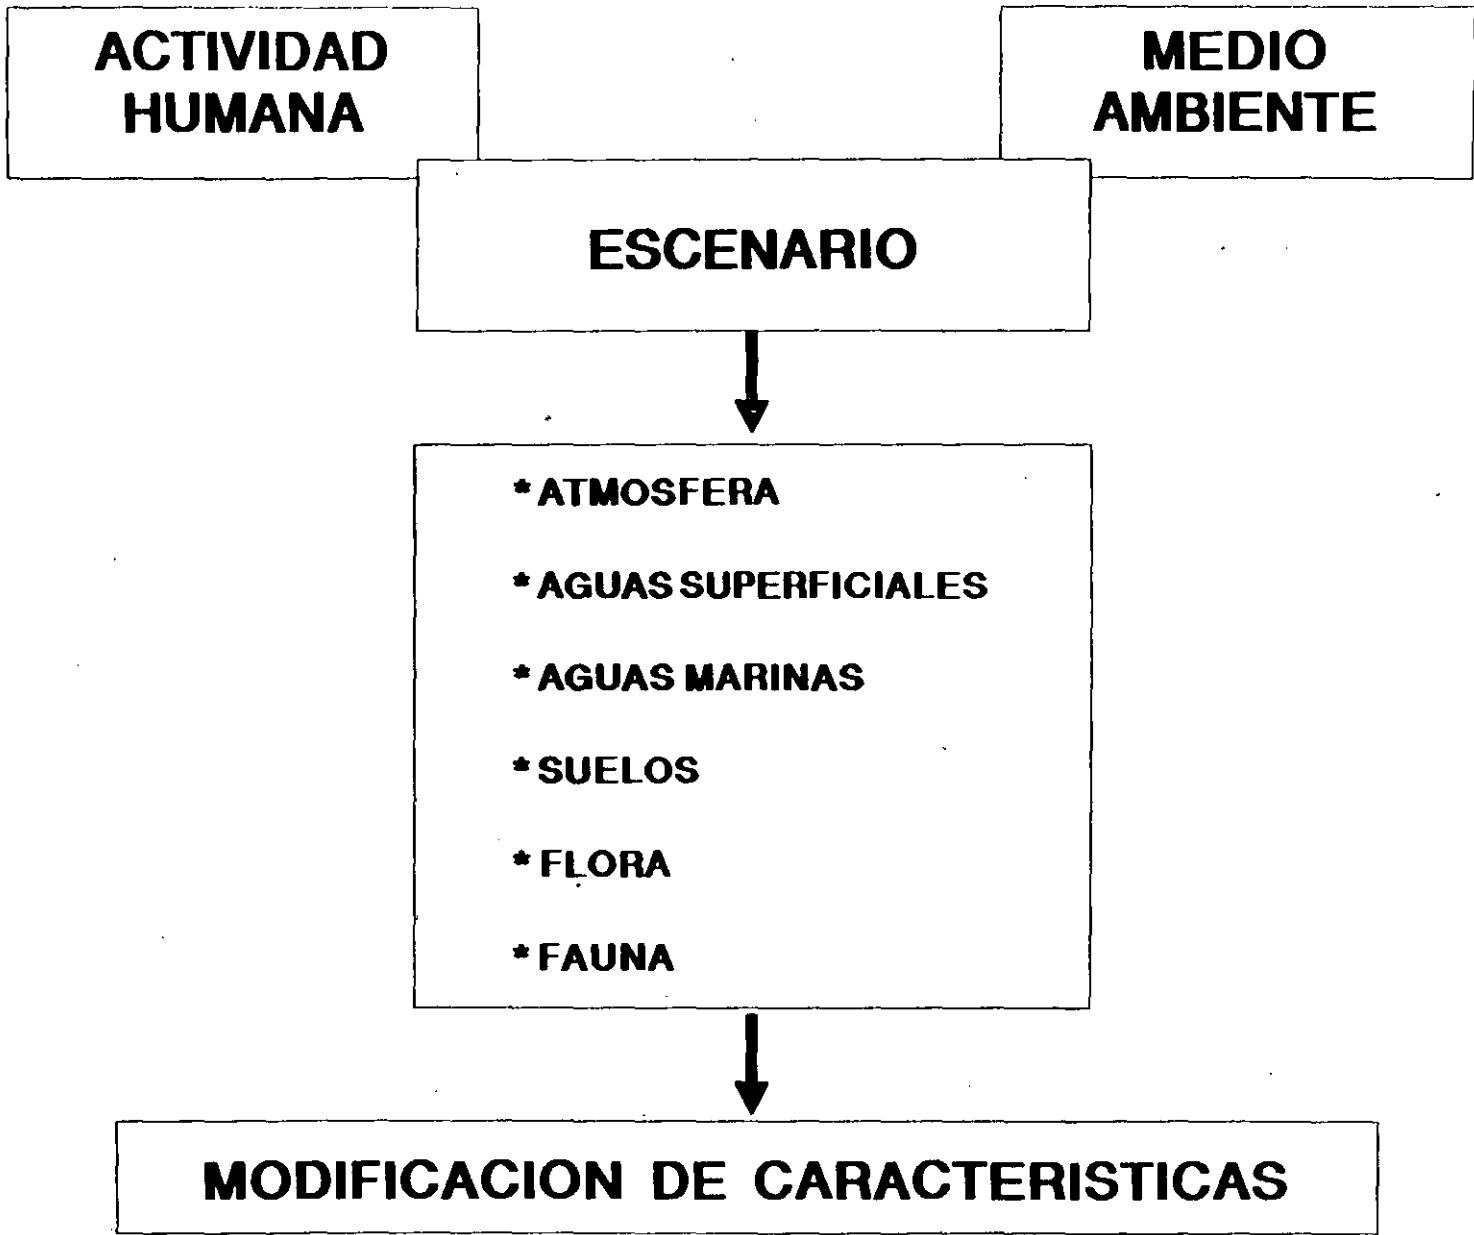 ACTIVIDAD
HUMANA
MEDIO
AMBIENTE
ESCENARIO
* ATMOSFERA
* AGUAS SUPERFICIALES
* AGUAS MARINAS
* SUELOS
* FLORA
* FAUNA
MODIFICACION DE CARACTERISTICAS